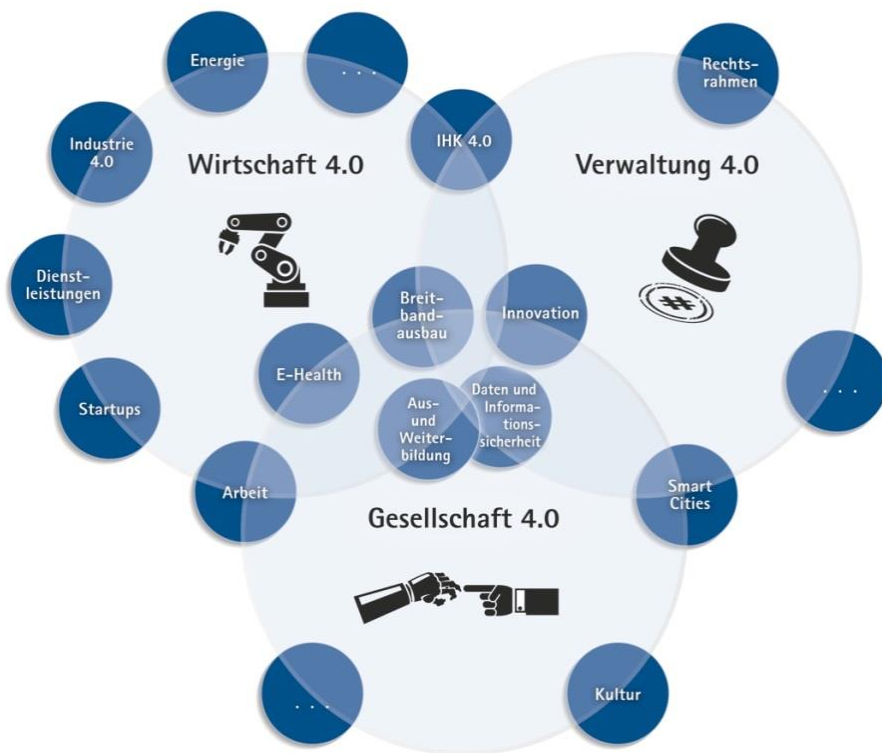 Energie
. . .
Rechts-
rahmen
Industrie
4.0
IHK 4.0
Wirtschaft 4.0
Verwaltung 4.0
Dienst-
leistungen
#
Breit-
band-
ausbau
Innovation
E-Health
. . .
Startups
Aus-
und
Weiter-
bildung
Daten und
Informa-
tions-
sicherheit
Arbeit
Smart
Cities
Gesellschaft 4.0
. . .
Kultur